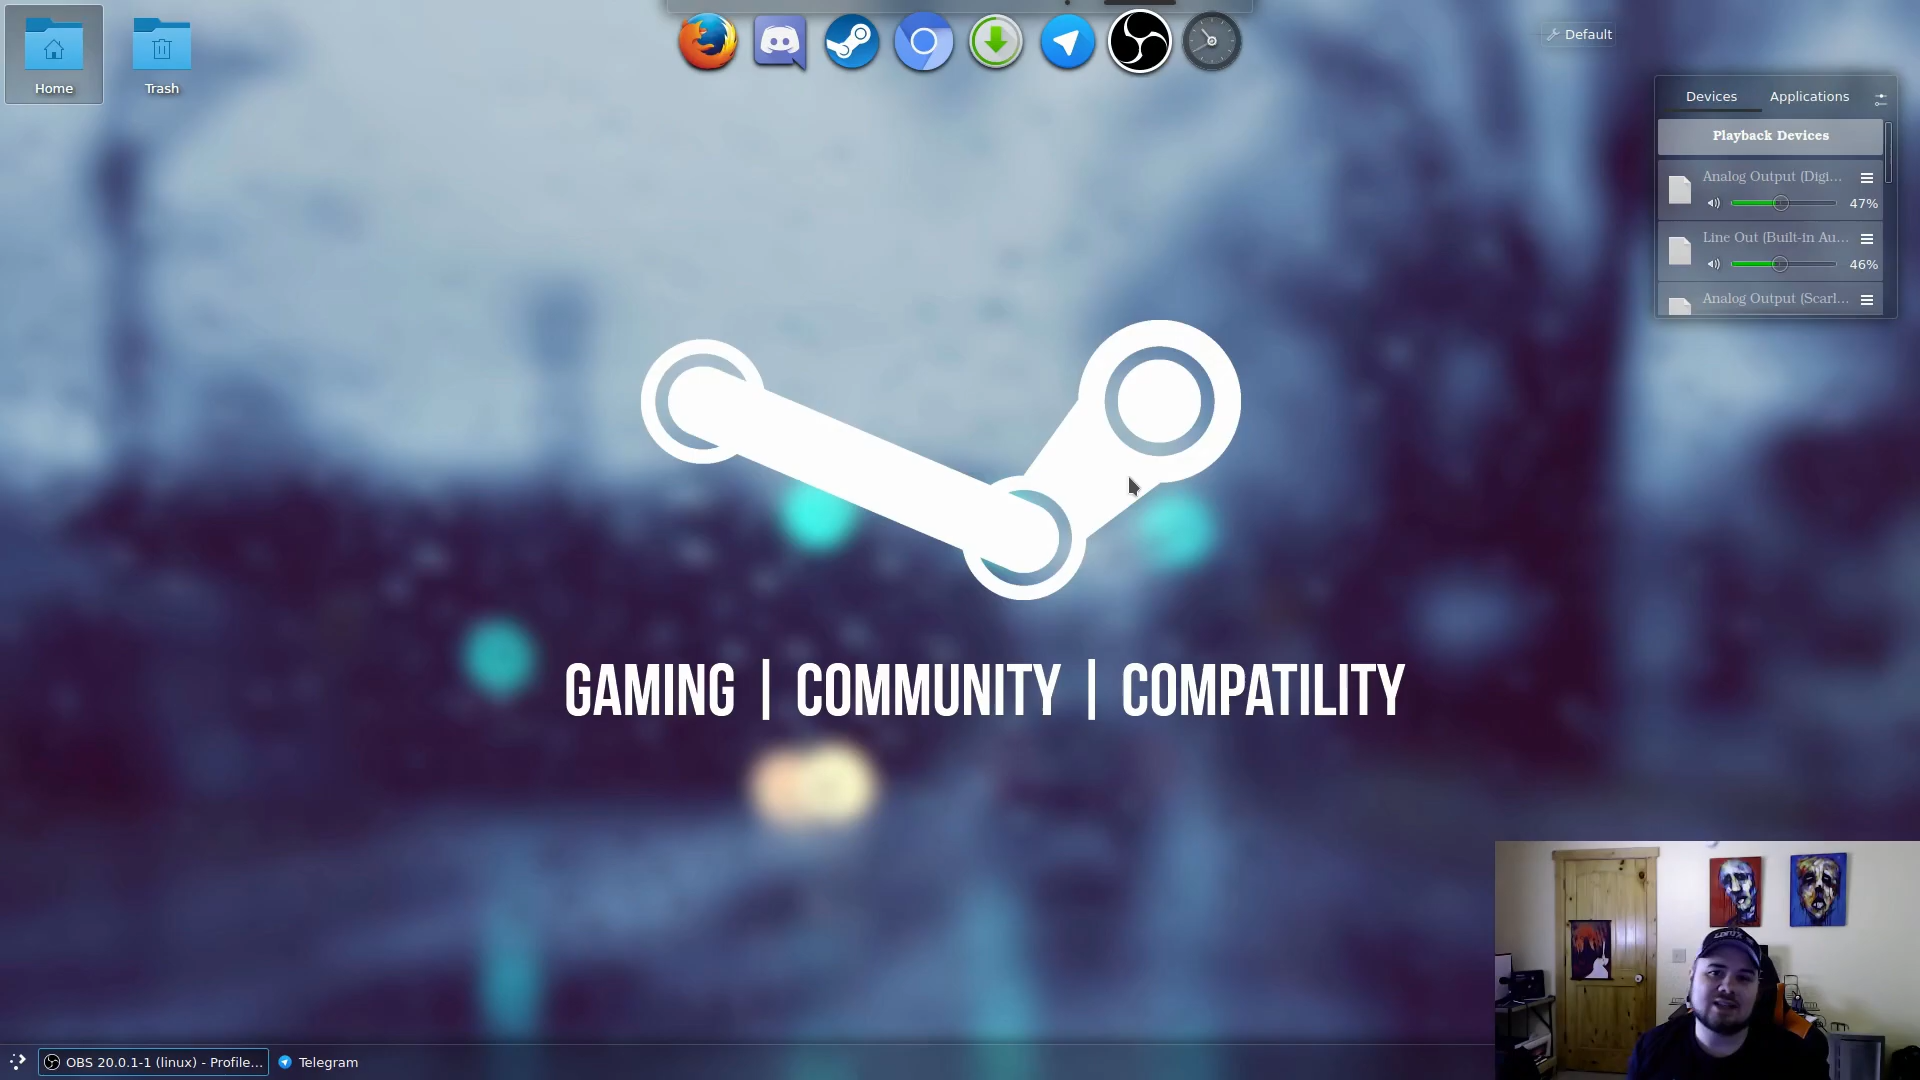 Home
Trash
Default
Devices
Applications
Playback Devices
Analog Output (Digi...
47%
Line Out (Built-in Au...
46%
Analog Output (Scarl...
GAMING | COMMUNITY | COMPATILITY
OBS 20.0.1-1 (linux) - Profile...
Telegram